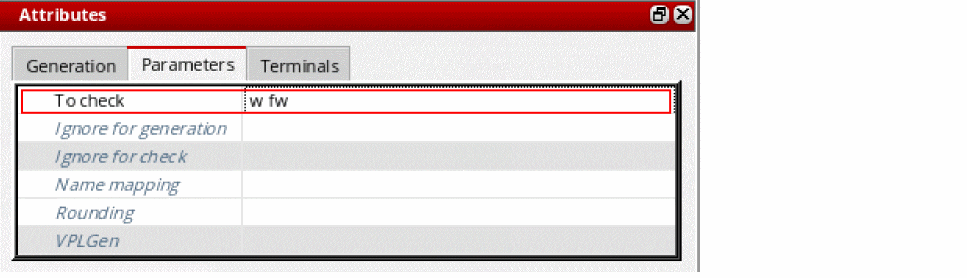 Attributes
Generation Parameters Terminals
To check w fw
Ignore for generation
Ignore for check
Name mapping
Rounding
VPLGen